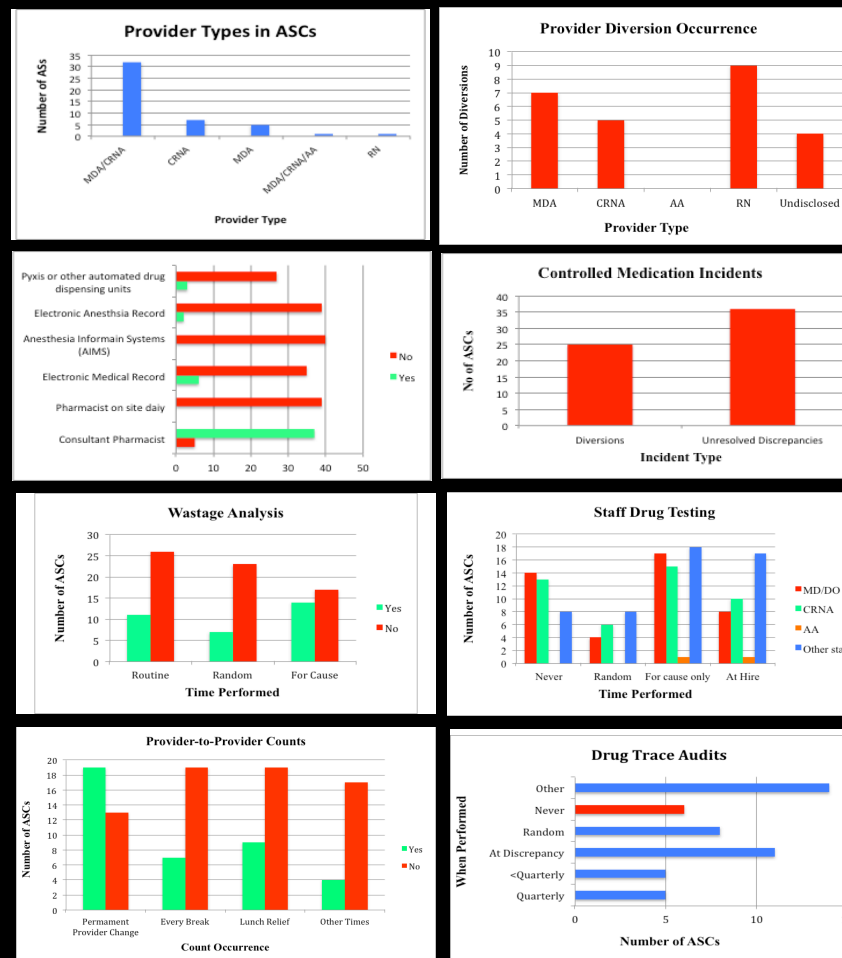 Provider Types in ASCs
Number of ASs
35
30
25
20
15
10
5
0
MDA/CRNA
CRNA
MDA
MDA/CRNA/AA
RN
Provider Type
Provider Diversion Occurrence
Number of Diversions
10
9
8
7
6
5
4
3
2
1
0
MDA
CRNA
AA
RN
Undisclosed
Provider Type
Pyxis or other automated drug
dispensing units
Electronic Anesthsia Record
Anesthesia Informain Systems
(AIMS)
Electronic Medical Record
Pharmacist on site daiy
Consultant Pharmacist
0 10 20 30 40 50
No
Yes
Controlled Medication Incidents
No of ASCs
40
35
30
25
20
15
10
5
0
Diversions
Unresolved Discrepancies
Incident Type
Wastage Analysis
Number of ASCs
30
25
20
15
10
5
0
Routine
Random
For Cause
Time Performed
Yes
No
Staff Drug Testing
Number of ASCs
20
18
16
14
12
10
8
6
4
2
0
Never
Random
For cause only
At Hire
Time Performed
MD/DO
CRNA
AA
Other sta
Provider-to-Provider Counts
Number of ASCs
20
18
16
14
12
10
8
6
4
2
0
Permament
Provider Change
Every Break
Lunch Relief
Other Times
Count Occurrence
Yes
No
Drug Trace Audits
When Performed
Other
Never
Random
At Discrepancy
<Quarterly
Quarterly
0 5 10
Number of ASCs